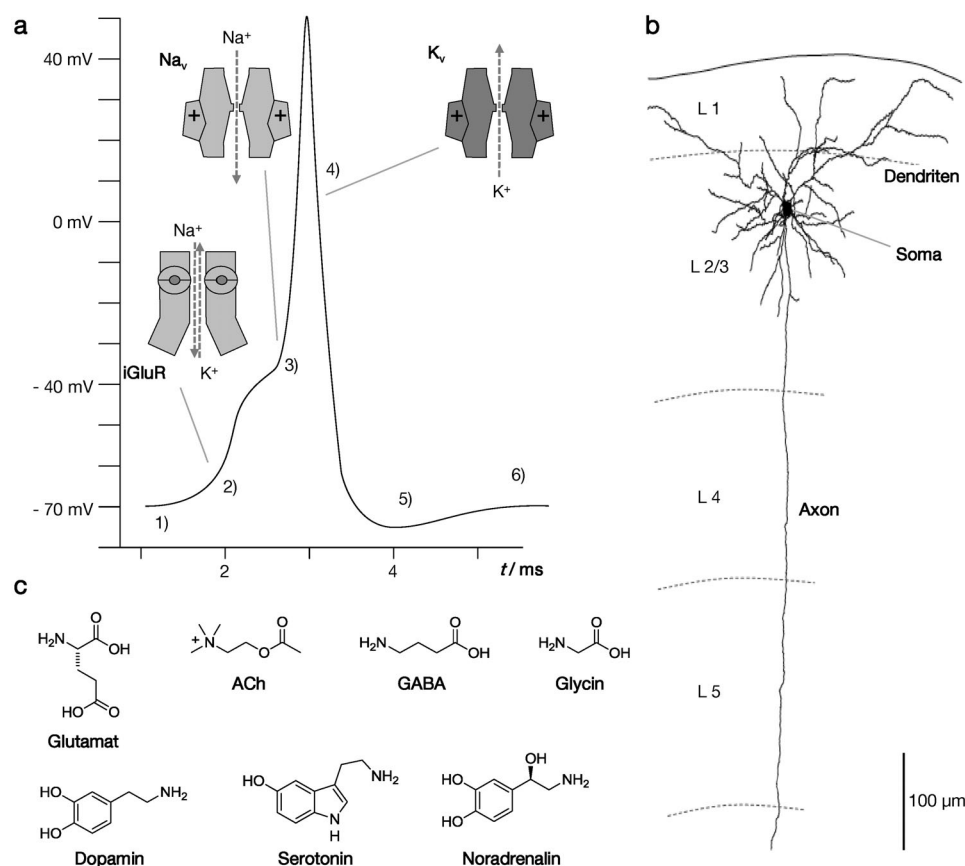 a
40 mV
0 mV
- 40 mV
- 70 mV
Na⁺
Naᵥ
+ +
Kᵥ
+ +
K⁺
Na⁺
iGluR
K⁺
1)
2)
3)
4)
5)
6)
2
4
t / ms
b
L 1
Dendriten
Soma
L 2/3
L 4
Axon
L 5
100 µm
c
H₂N
O
OH
HO
O
Glutamat
+
N
O
O
ACh
H₂N
O
OH
GABA
H₂N
O
OH
Glycin
HO
HO
NH₂
Dopamin
HO
NH₂
N
H
Serotonin
OH
HO
HO
NH₂
Noradrenalin